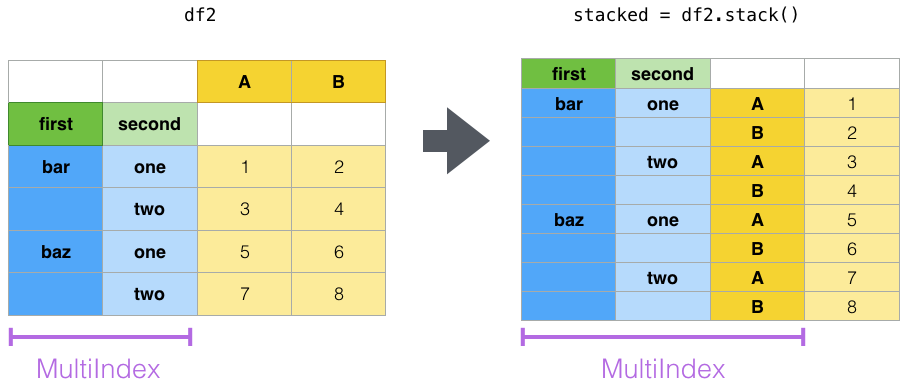 df2
A B
first second
bar one 1 2
two 3 4
baz one 5 6
two 7 8
MultiIndex
stacked = df2.stack()
first second
bar one A 1
B 2
two A 3
B 4
baz one A 5
B 6
two A 7
B 8
MultiIndex